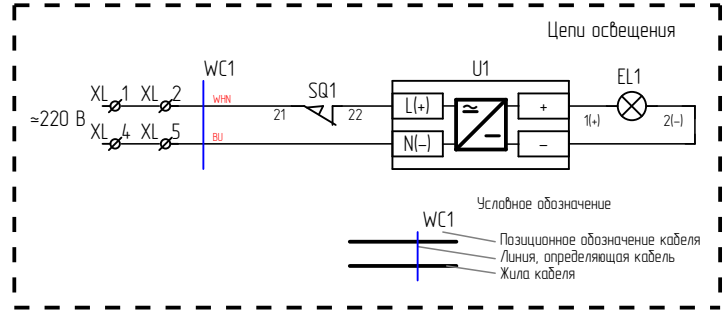 Цепи освещения
WC1
U1
EL1
SQ1
XL 1 XL 2
WHN
21 22
L(+) ≃ +
≃220 В
1(+) 2(-)
XL 4 XL 5
BU
N(-) −
Условное обозначение
WC1
Позиционное обозначение кабеля
Линия, определяющая кабель
Жила кабеля